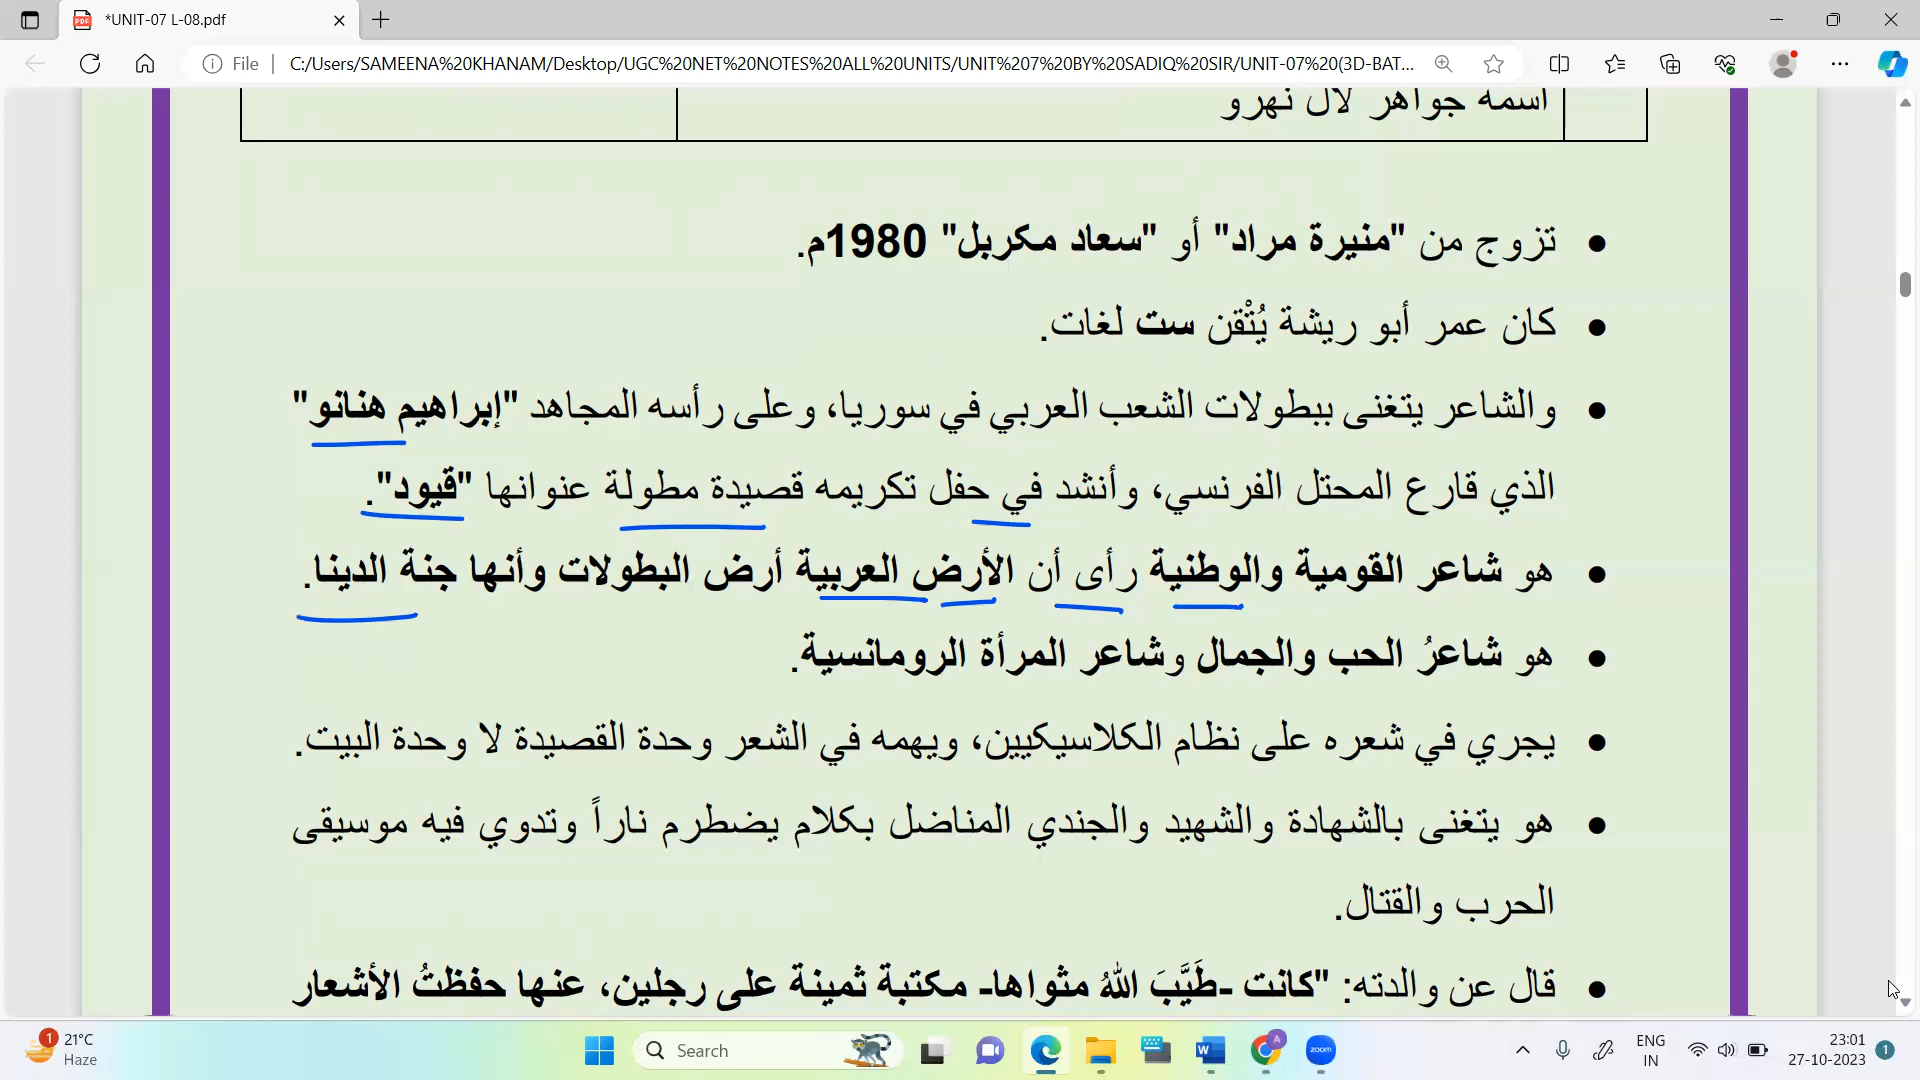 *UNIT-07 L-08.pdf
File
C:/Users/SAMEENA%20KHANAM/Desktop/UGC%20NET%20NOTES%20ALL%20UNITS/UNIT%207%20BY%20SADIQ%20SIR/UNIT-07%20(3D-BAT...
اسمه جواهر لال نهرو
• تزوج من "منيرة مراد" أو "سعاد مكربل" 1980م.
• كان عمر أبو ريشة يُتْقن ست لغات.
• والشاعر يتغنى ببطولات الشعب العربي في سوريا، وعلى رأسه المجاهد "إبراهيم هنانو"
الذي قارع المحتل الفرنسي، وأنشد في حفل تكريمه قصيدة مطولة عنوانها "قيود".
• هو شاعر القومية والوطنية رأى أن الأرض العربية أرض البطولات وأنها جنة الدينا.
• هو شاعرُ الحب والجمال وشاعر المرأة الرومانسية.
• يجري في شعره على نظام الكلاسيكيين، ويهمه في الشعر وحدة القصيدة لا وحدة البيت.
• هو يتغنى بالشهادة والشهيد والجندي المناضل بكلام يضطرم ناراً وتدوي فيه موسيقى
الحرب والقتال.
• قال عن والدته: "كانت -طَيَّبَ اللهُ مثواها- مكتبة ثمينة على رجلين، عنها حفظتُ الأشعار
1
21°C
Haze
Search
A
zoom
ENG
IN
23:01
27-10-2023
1